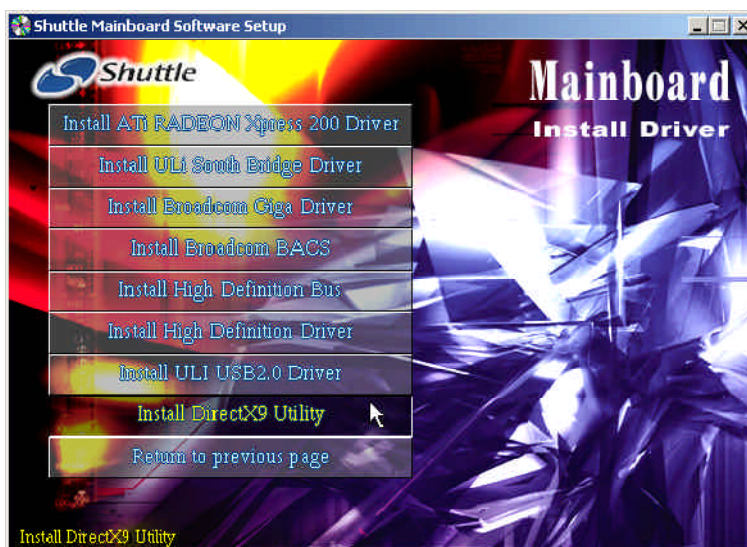 Shuttle Mainboard Software Setup
Shuttle
Mainboard
Install Driver
Install ATi RADEON Xpress 200 Driver
Install ULi South Bridge Driver
Install Broadcom Giga Driver
Install Broadcom BACS
Install High Definition Bus
Install High Definition Driver
Install ULI USB2.0 Driver
Install DirectX9 Utility
Return to previous page
Install DirectX9 Utility